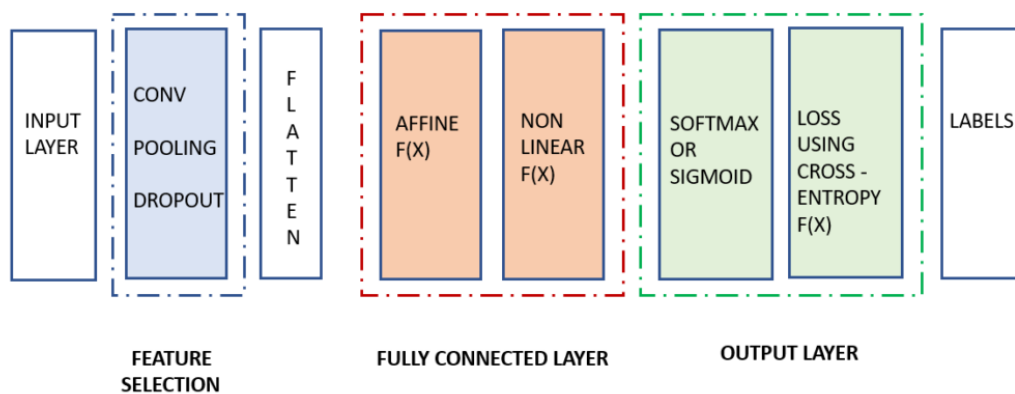 INPUT
LAYER
CONV
POOLING
DROPOUT
F
L
A
T
T
E
N
AFFINE
F(X)
NON
LINEAR
F(X)
SOFTMAX
OR
SIGMOID
LOSS
USING
CROSS -
ENTROPY
F(X)
LABELS
FEATURE
SELECTION
FULLY CONNECTED LAYER
OUTPUT LAYER